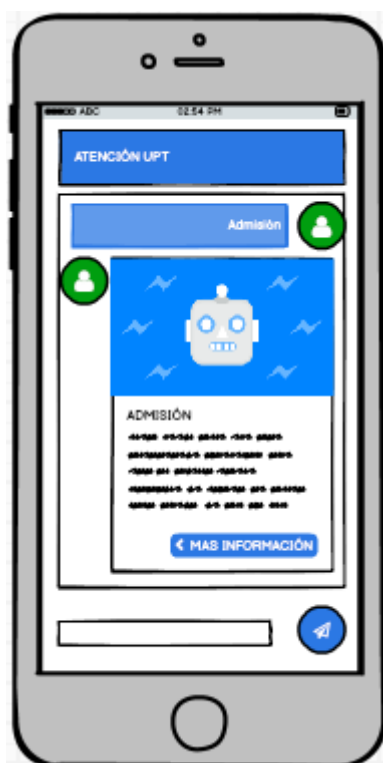 ABC 02:54 PM
ATENCIÓN UPT
Admisión
ADMISIÓN
MAS INFORMACIÓN